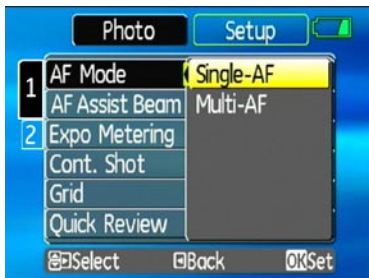 Photo Setup
1
AF Mode Single-AF
AF Assist Beam Multi-AF
2 Expo Metering
Cont. Shot
Grid
Quick Review
Select Back OK Set